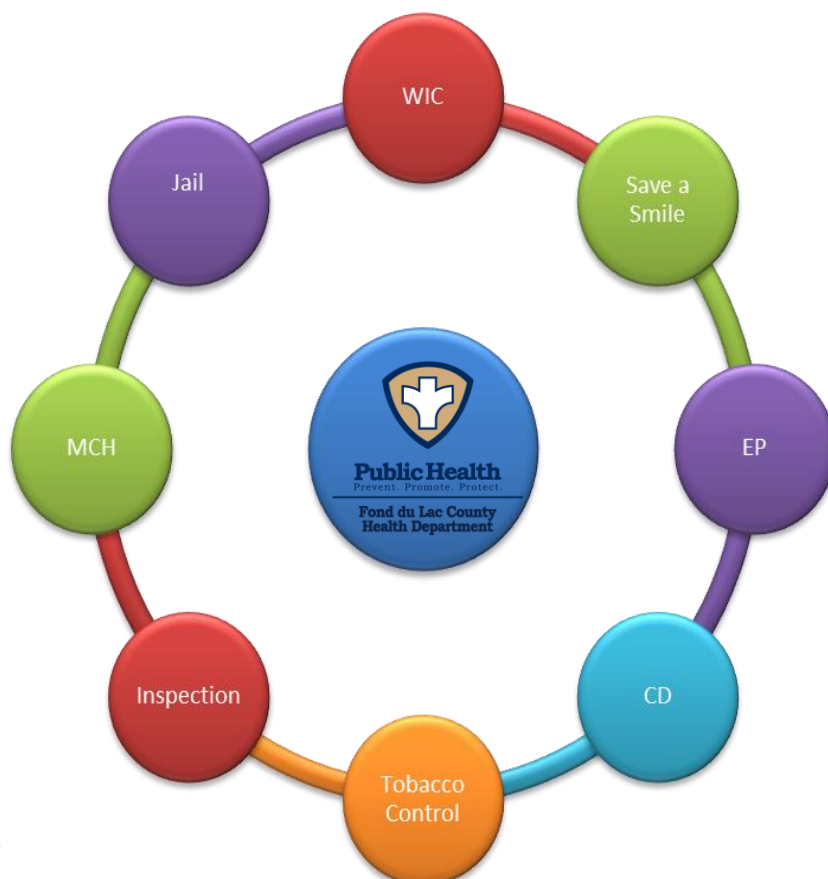 WIC
Save a
Smile
EP
CD
Tobacco
Control
Inspection
MCH
Jail
Public Health
Prevent. Promote. Protect.
Fond du Lac County
Health Department